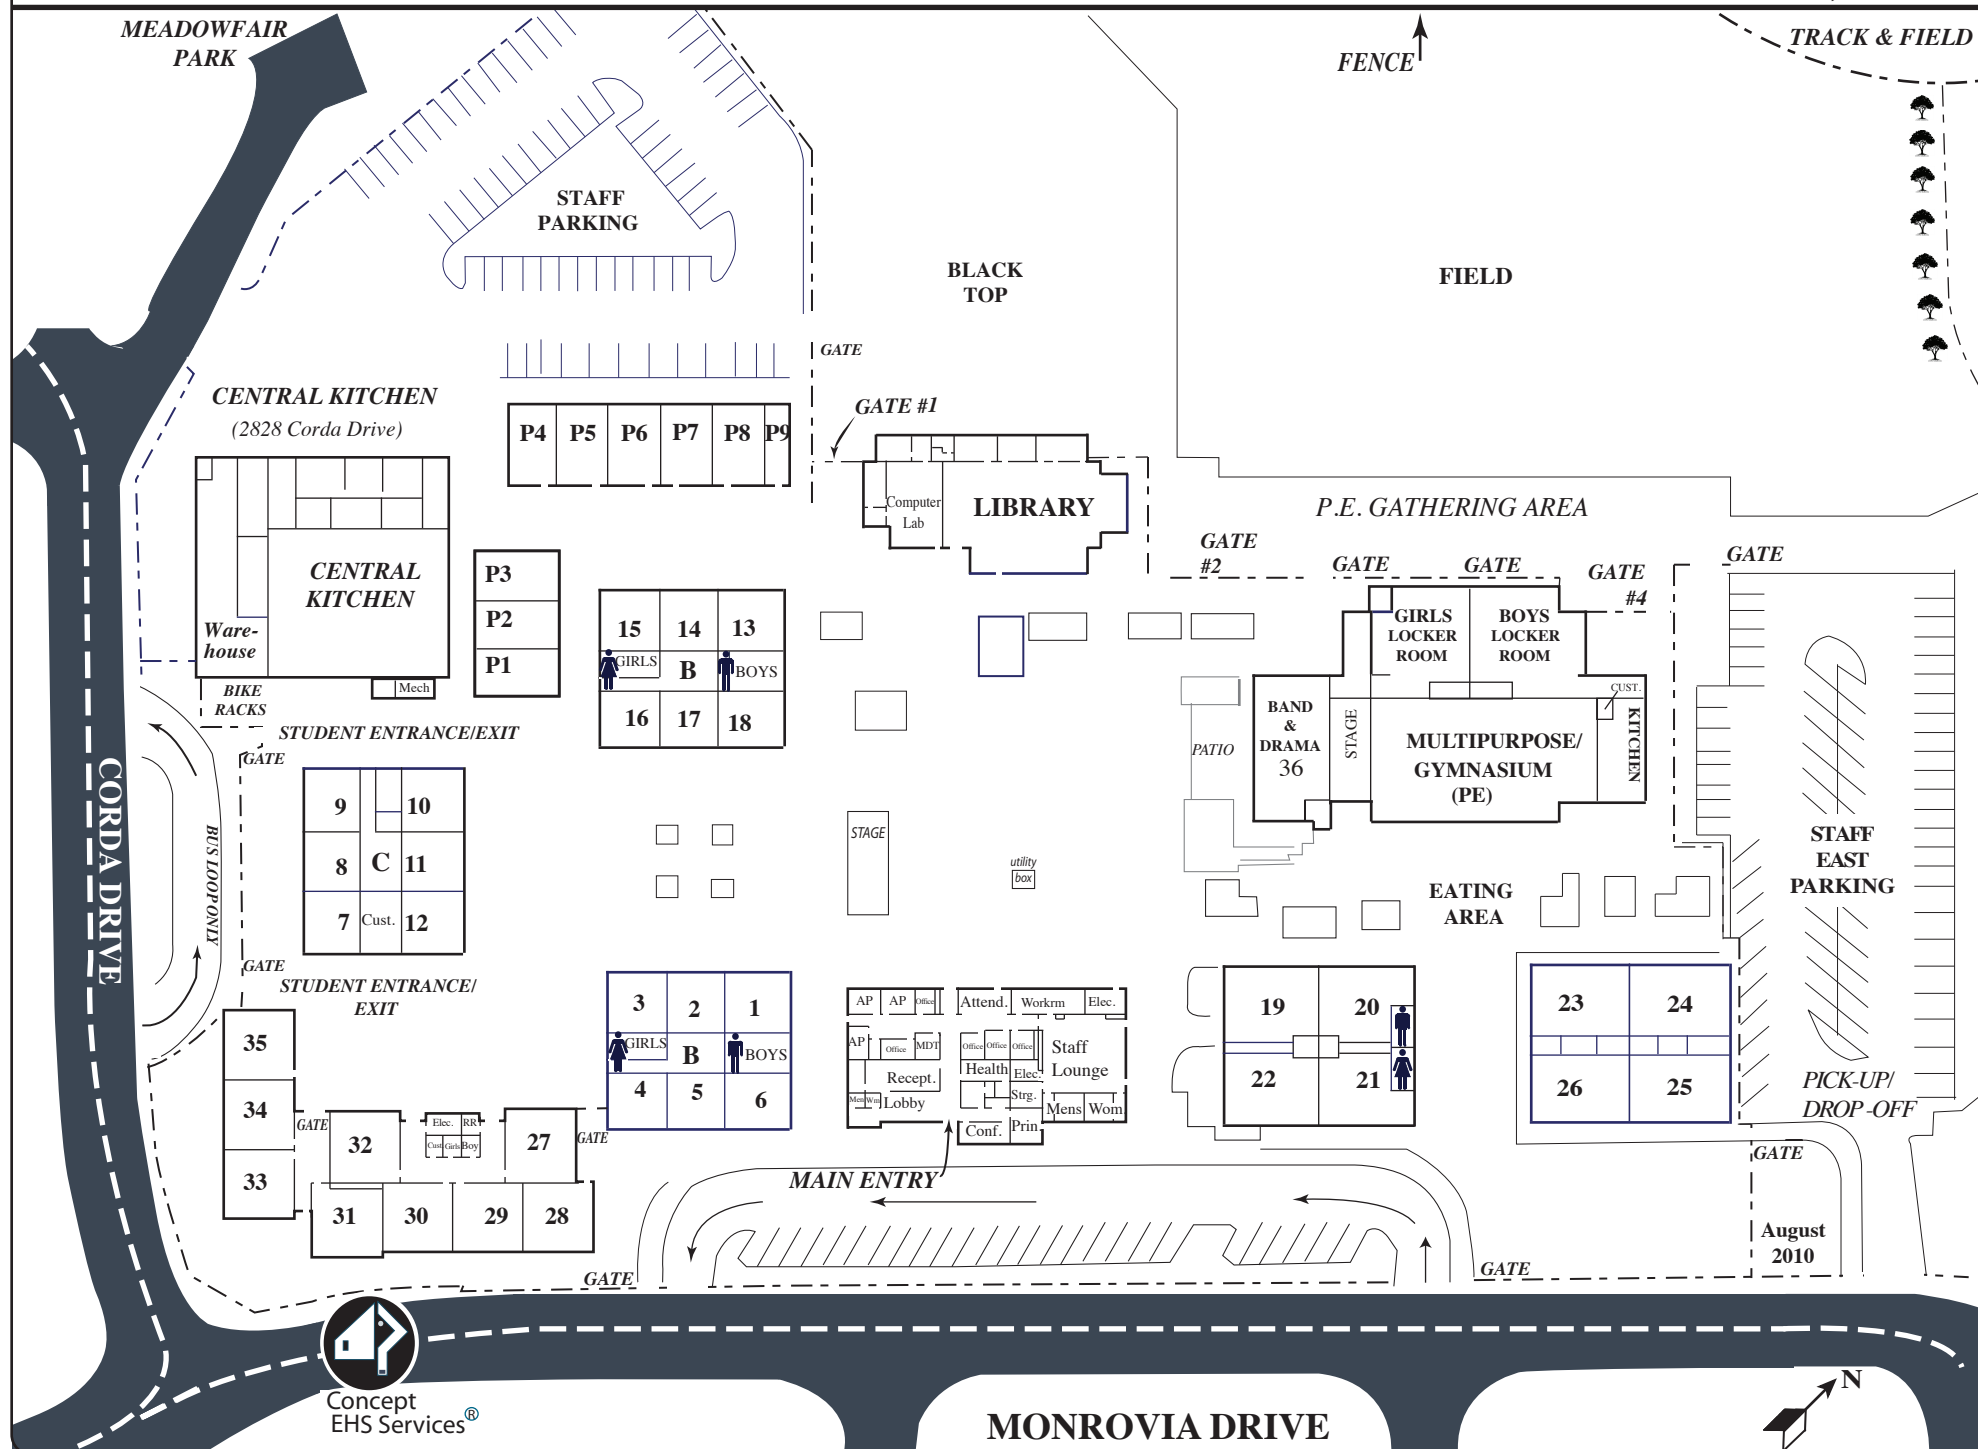 MEADOWFAIR
PARK
FENCE
TRACK & FIELD
STAFF
PARKING
BLACK
TOP
FIELD
GATE
CENTRAL KITCHEN
(2828 Corda Drive)
GATE #1
P4 P5 P6 P7 P8 P9
Computer
Lab
LIBRARY
P.E. GATHERING AREA
GATE
#2
GATE
GATE
GATE
#4
GATE
CENTRAL
KITCHEN
Ware-
house
Mech
P3
P2
P1
BIKE
RACKS
STUDENT ENTRANCE/EXIT
GATE
15 14 13
GIRLS B BOYS
16 17 18
GIRLS
LOCKER
ROOM
BOYS
LOCKER
ROOM
CUST.
KITCHEN
BAND
&
DRAMA
36
STAGE
PATIO
MULTIPURPOSE/
GYMNASIUM
(PE)
CORDA DRIVE
BUS LOOP ONLY
9 10
8 C 11
7 Cust. 12
STAGE
utility
box
EATING
AREA
STAFF
EAST
PARKING
GATE
STUDENT ENTRANCE/
EXIT
3 2 1
GIRLS B BOYS
4 5 6
AP AP Office Attend. Workrm Elec.
AP Office MDT Office Office Office
Staff
Lounge
Recept. Health Elec.
Men Wm Lobby Strg. Mens Wom.
Conf. Prin.
19 20
22 21
23 24
26 25
PICK-UP/
DROP-OFF
GATE
35
34
33
GATE
32
Elec. RR
Cust Girls Boy
27
GATE
31 30 29 28
MAIN ENTRY
GATE
GATE
August
2010
Concept
EHS Services®
MONROVIA DRIVE
N